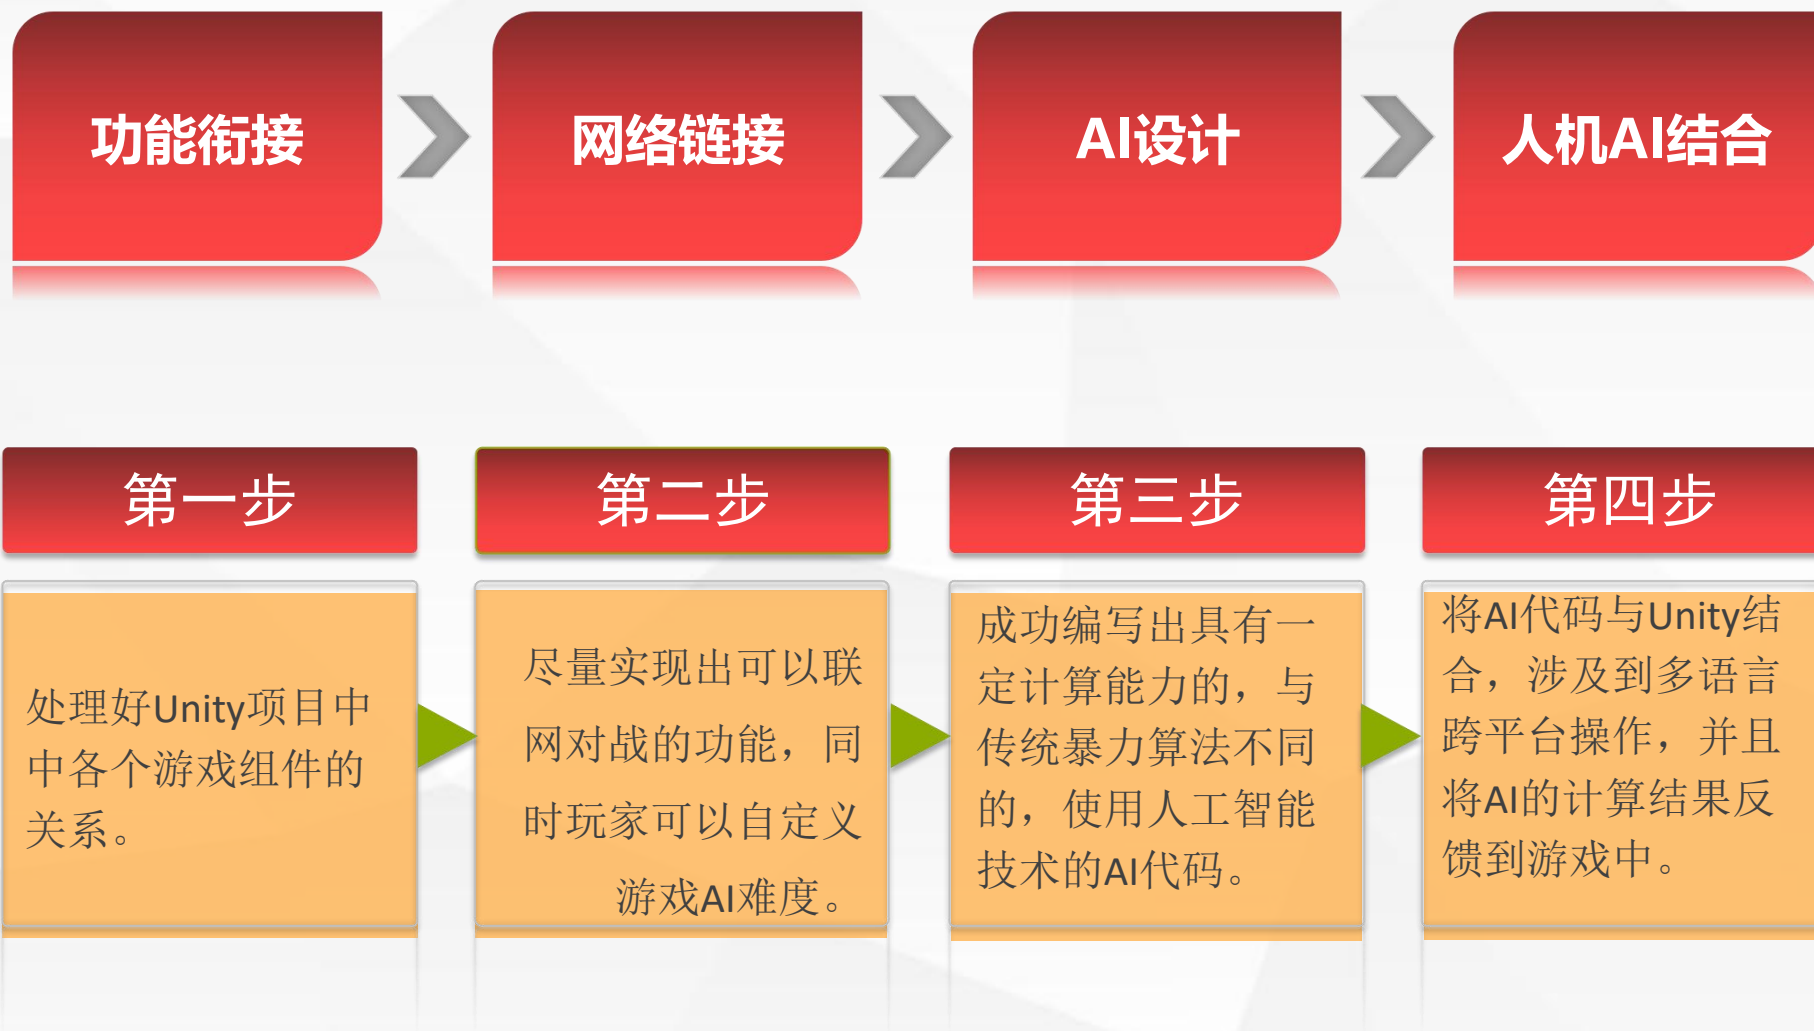 功能衔接
网络链接
AI设计
人机AI结合
第一步
第二步
第三步
第四步
处理好Unity项目中
中各个游戏组件的
关系。
尽量实现出可以联
网对战的功能，同
时玩家可以自定义
游戏AI难度。
成功编写出具有一
定计算能力的，与
传统暴力算法不同
的，使用人工智能
技术的AI代码。
将AI代码与Unity结
合，涉及到多语言
跨平台操作，并且
将AI的计算结果反
馈到游戏中。